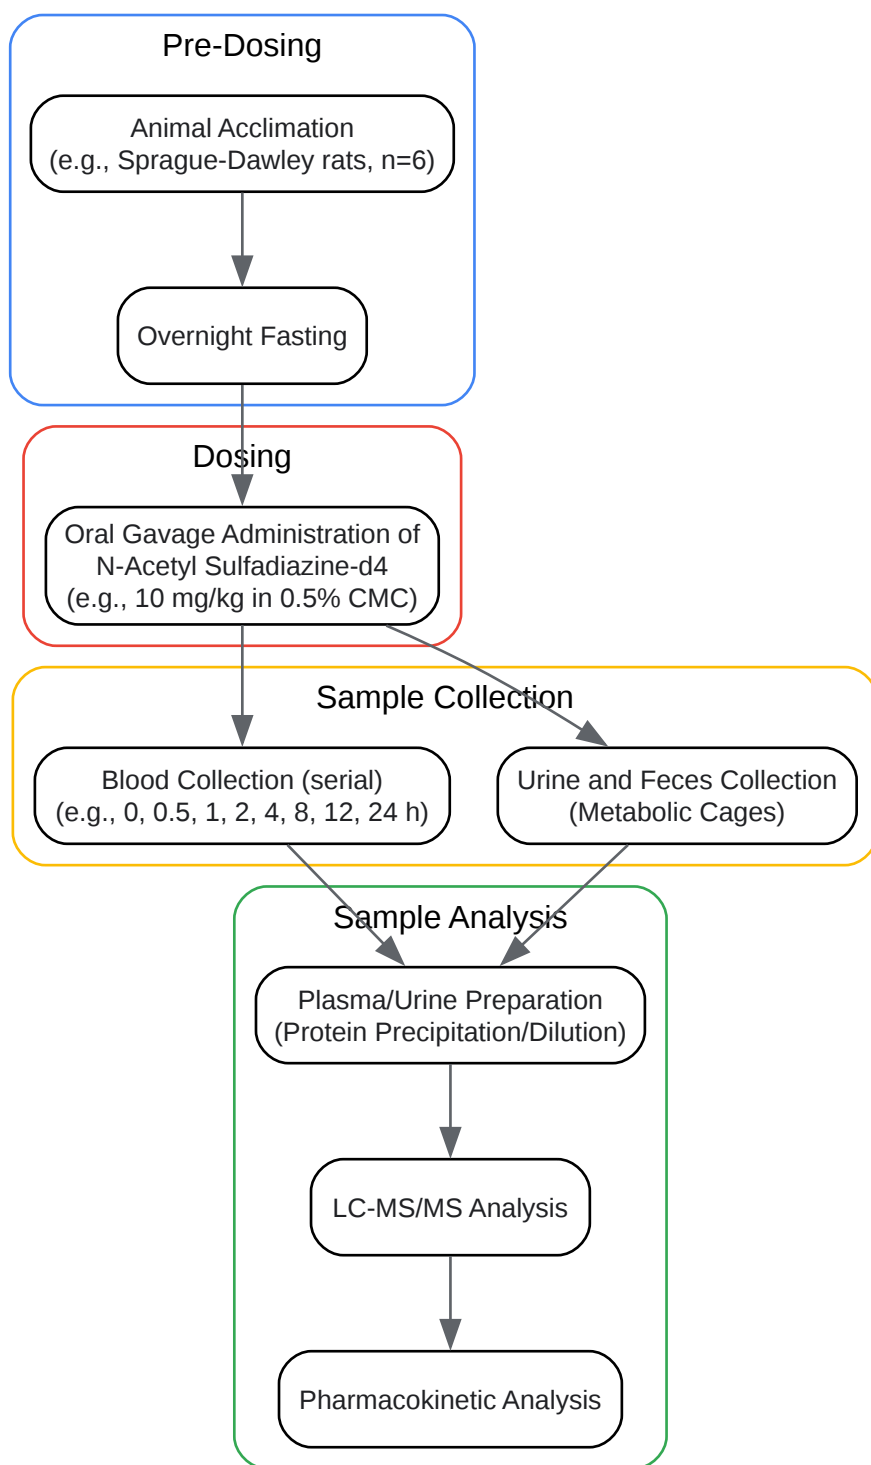 Pre-Dosing
Animal Acclimation
(e.g., Sprague-Dawley rats, n=6)
Overnight Fasting
Dosing
Oral Gavage Administration of
N-Acetyl Sulfadiazine-d4
(e.g., 10 mg/kg in 0.5% CMC)
Sample Collection
Blood Collection (serial)
(e.g., 0, 0.5, 1, 2, 4, 8, 12, 24 h)
Urine and Feces Collection
(Metabolic Cages)
Sample Analysis
Plasma/Urine Preparation
(Protein Precipitation/Dilution)
LC-MS/MS Analysis
Pharmacokinetic Analysis